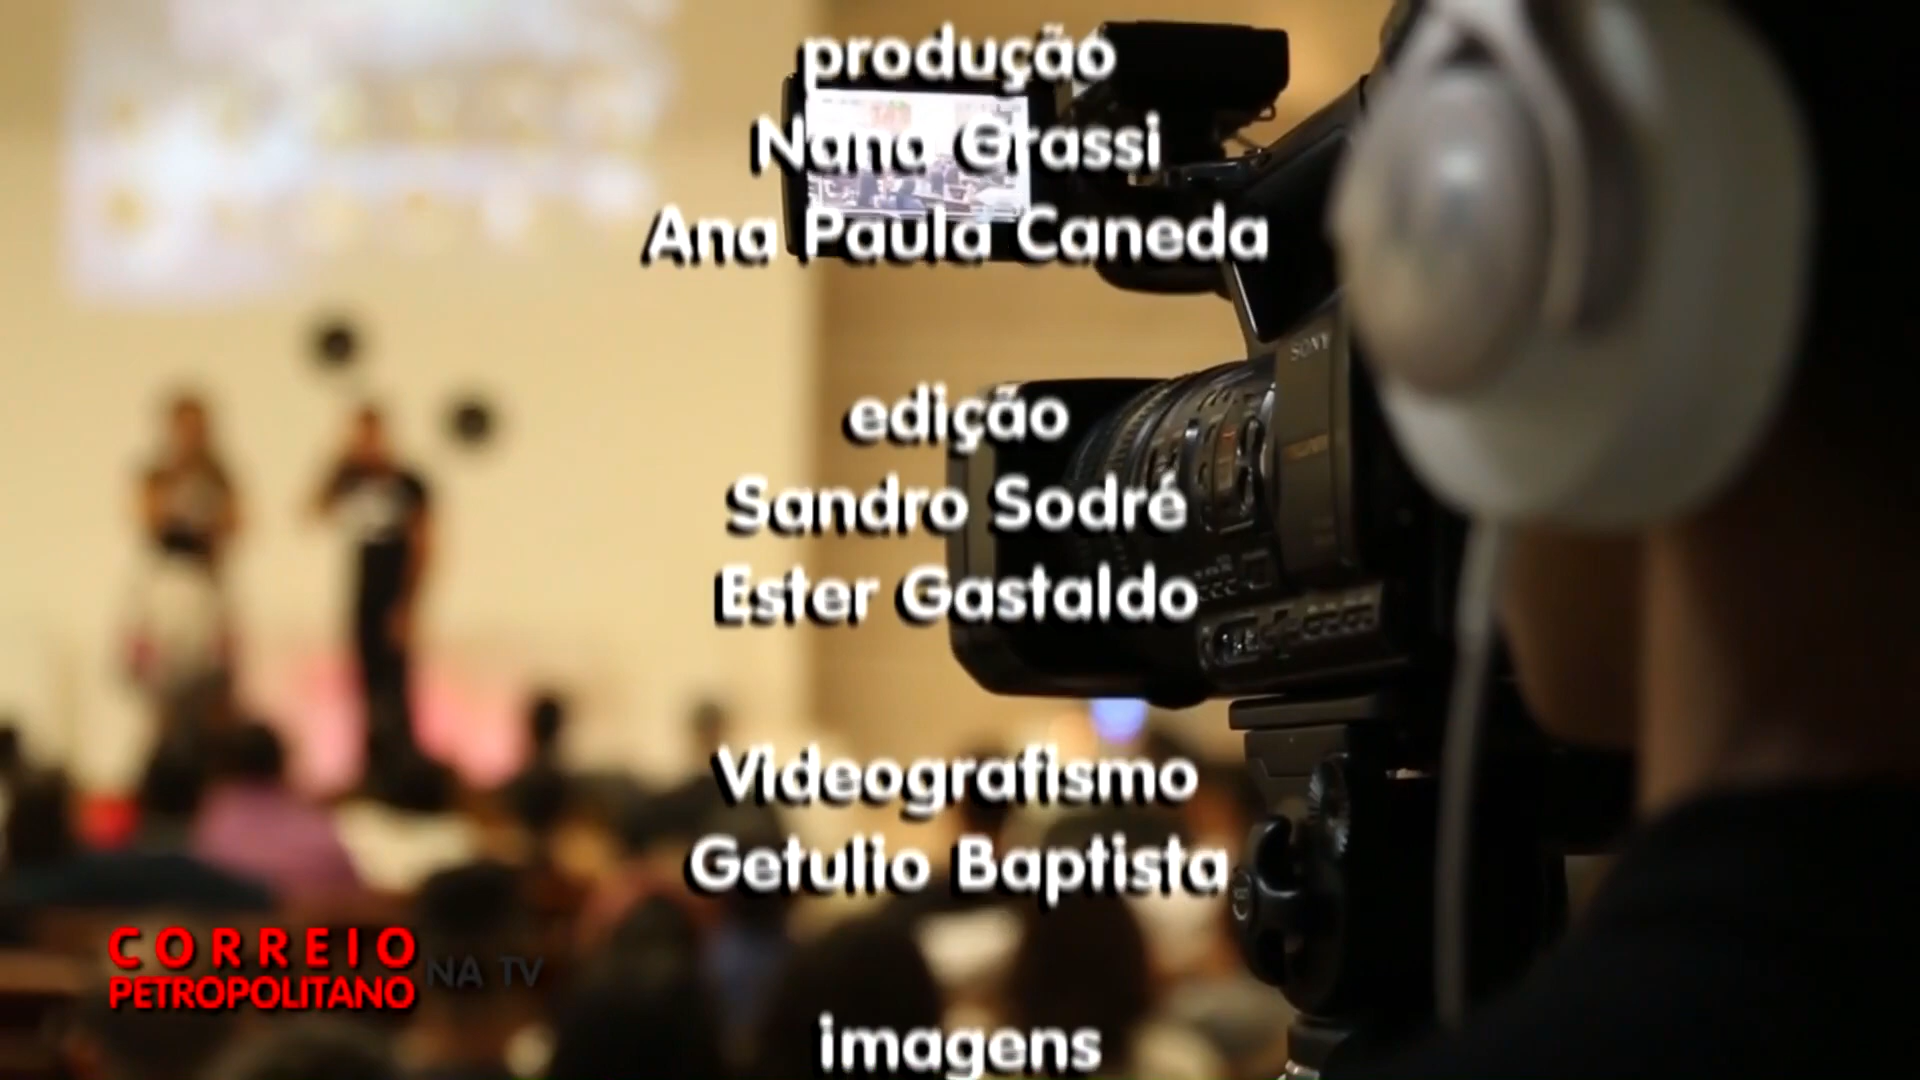 produção
Nana Grassi
Ana Paula Caneda
edição
Sandro Sodré
Ester Gastaldo
Videografismo
Getulio Baptista
imagens
CORREIO
PETROPOLITANO
NA TV
SONY